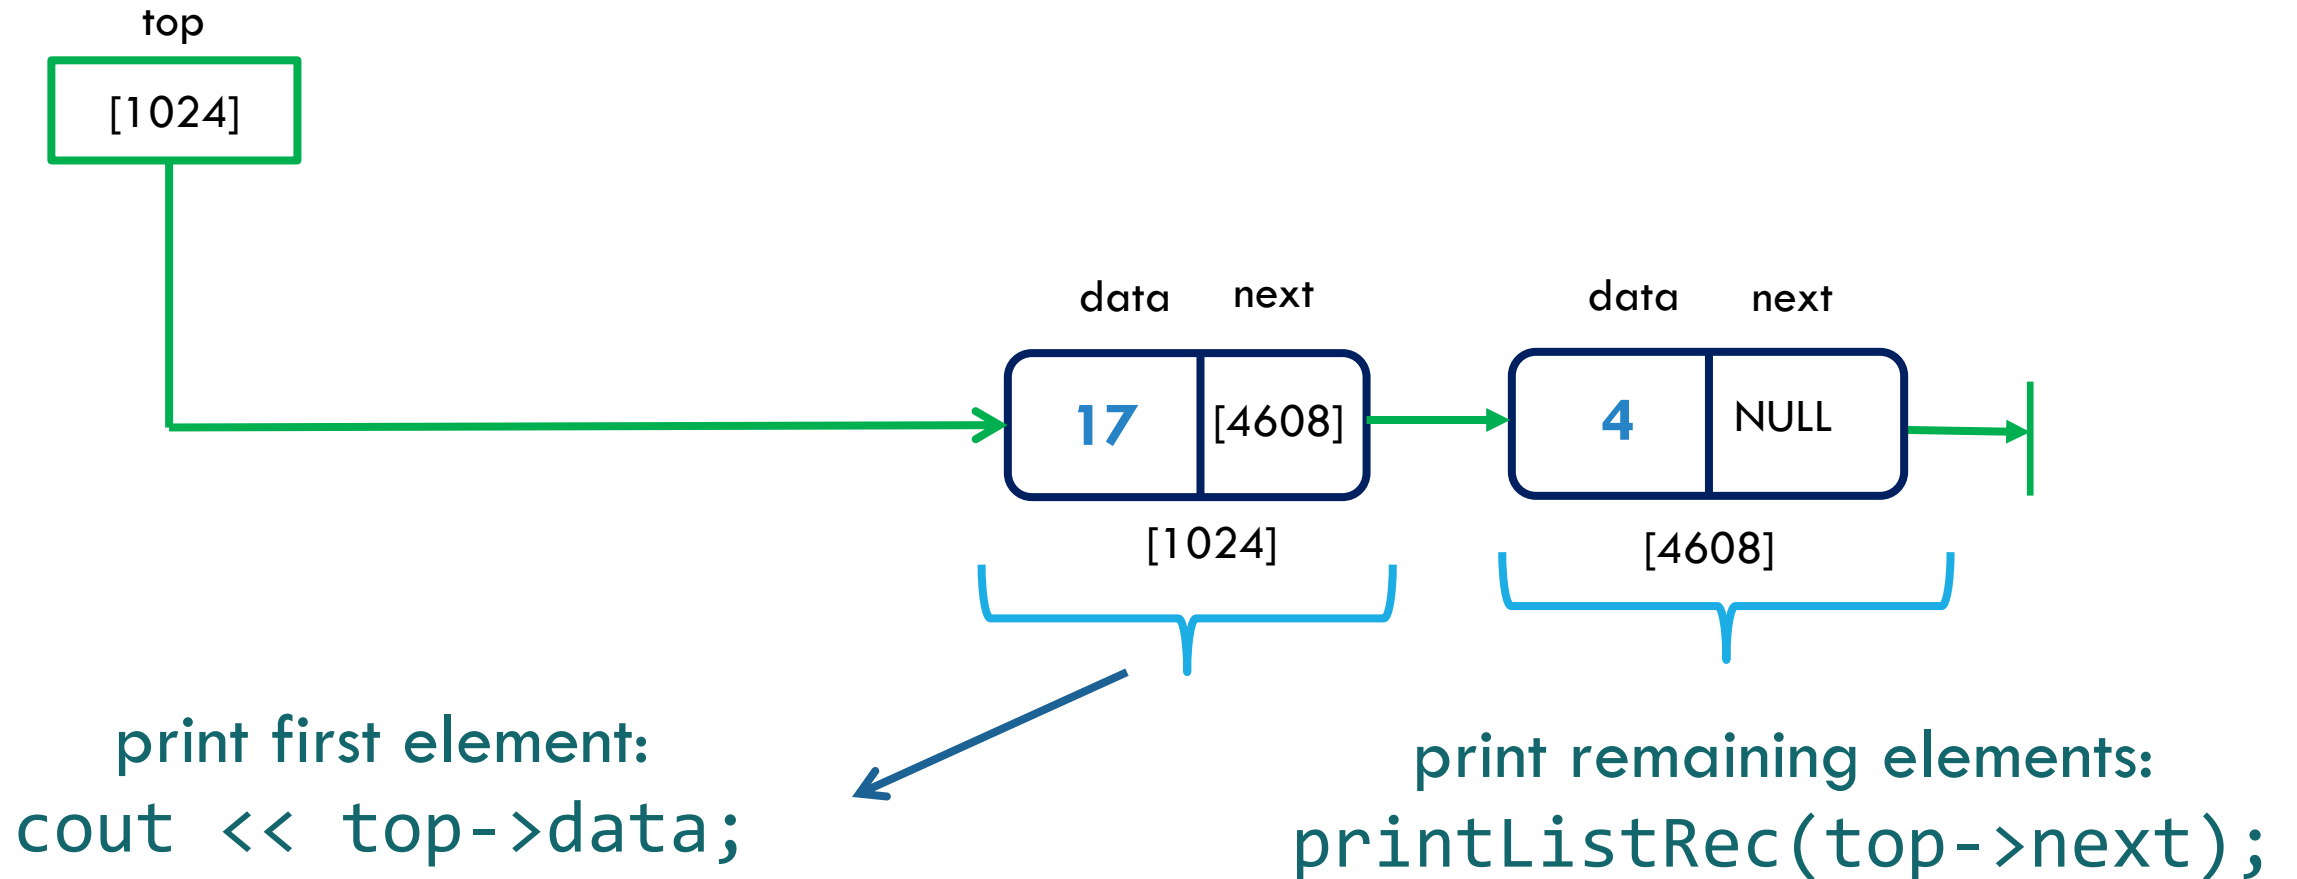 top
[1024]
data next data next
17 [4608] 4 NULL
[1024] [4608]
print first element:
cout << top->data;
print remaining elements:
printListRec(top->next);